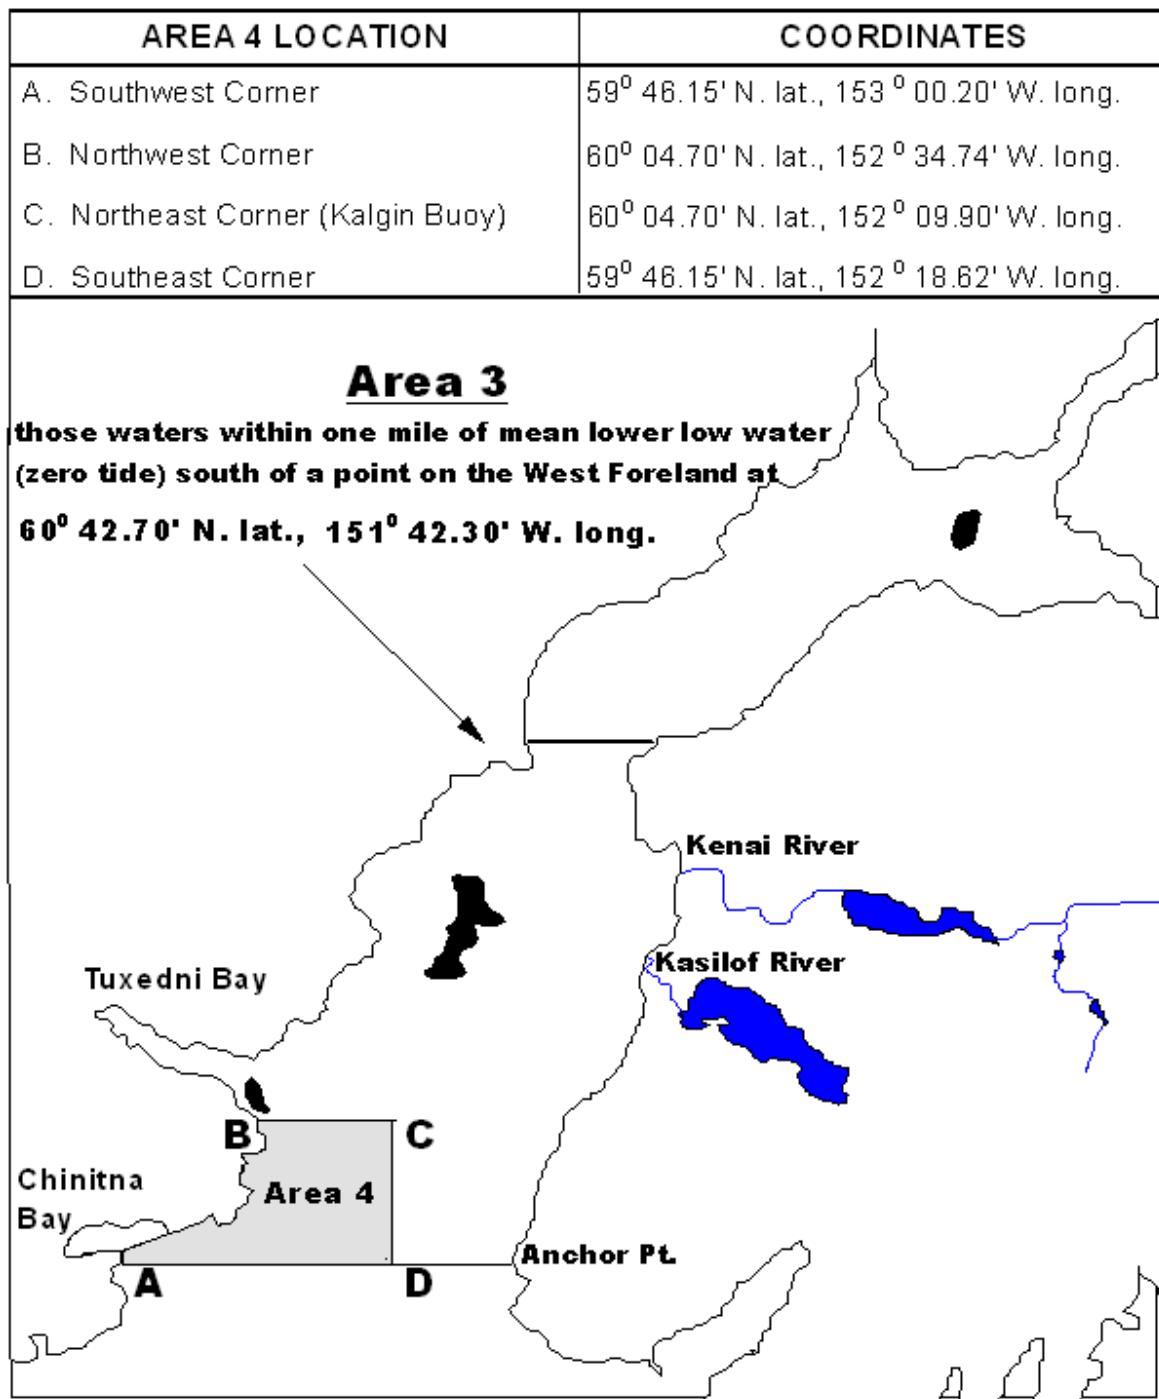 AREA 4 LOCATION COORDINATES
A. Southwest Corner 59⁰ 46.15' N. lat., 153 ⁰ 00.20' W. long.
B. Northwest Corner 60⁰ 04.70' N. lat., 152 ⁰ 34.74' W. long.
C. Northeast Corner (Kalgin Buoy) 60⁰ 04.70' N. lat., 152 ⁰ 09.90' W. long.
D. Southeast Corner 59⁰ 46.15' N. lat., 152 ⁰ 18.62' W. long.
Area 3
those waters within one mile of mean lower low water
(zero tide) south of a point on the West Foreland at
60⁰ 42.70' N. lat., 151⁰ 42.30' W. long.
Kenai River
Kasilof River
Tuxedni Bay
B
C
Chinitna
Bay
Area 4
Anchor Pt.
A
D